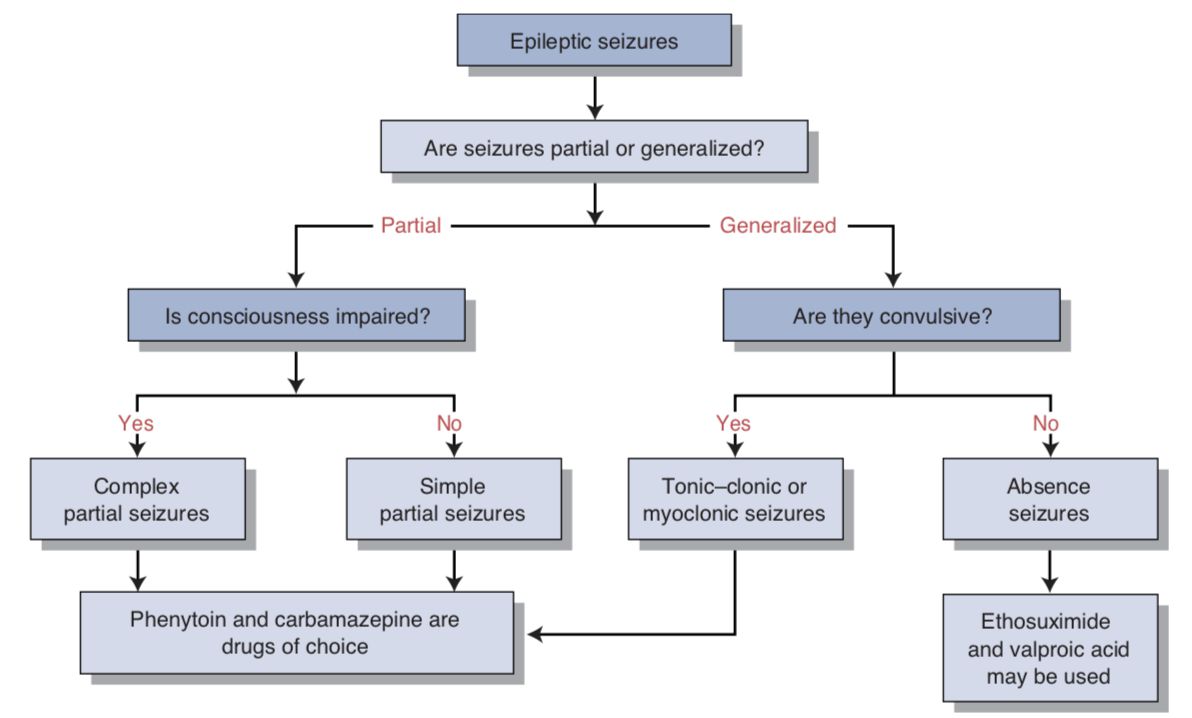 Epileptic seizures
Are seizures partial or generalized?
Partial
Generalized
Is consciousness impaired?
Are they convulsive?
Yes
No
Yes
No
Complex
partial seizures
Simple
partial seizures
Tonic–clonic or
myoclonic seizures
Absence
seizures
Phenytoin and carbamazepine are
drugs of choice
Ethosuximide
and valproic acid
may be used